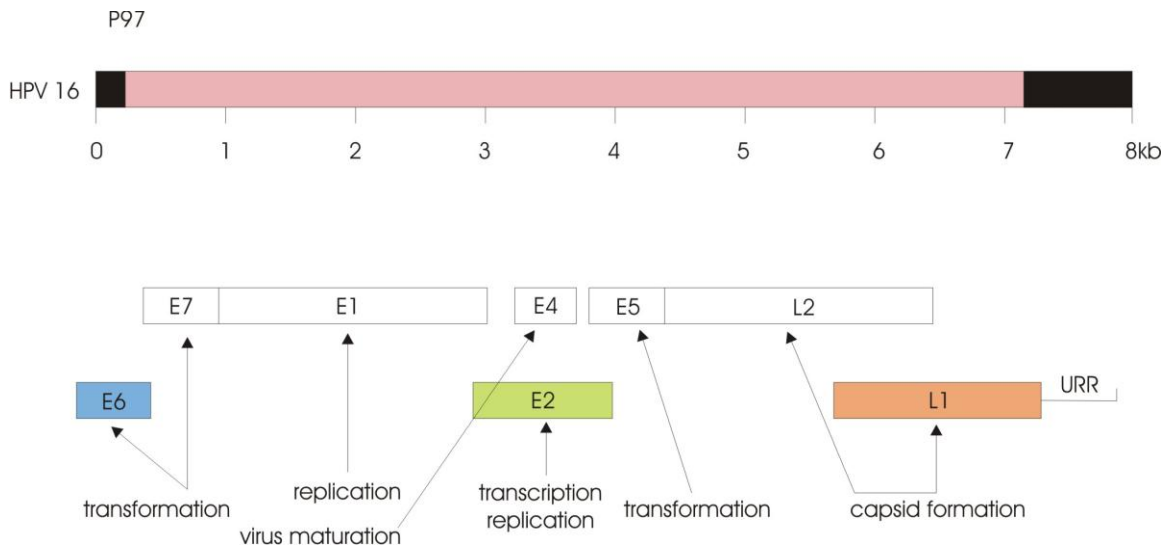 P97
HPV 16
0 1 2 3 4 5 6 7 8kb
E7 E1 E4 E5 L2
E6 E2 L1 URR
transformation
replication
virus maturation
transcription
replication
transformation
capsid formation